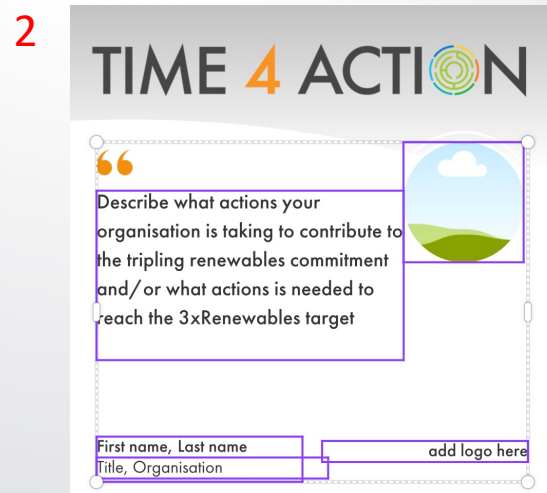 2
TIME 4 ACTION
“
Describe what actions your
organisation is taking to contribute to
the tripling renewables commitment
and/or what actions is needed to
reach the 3xRenewables target
First name, Last name
add logo here
Title, Organisation